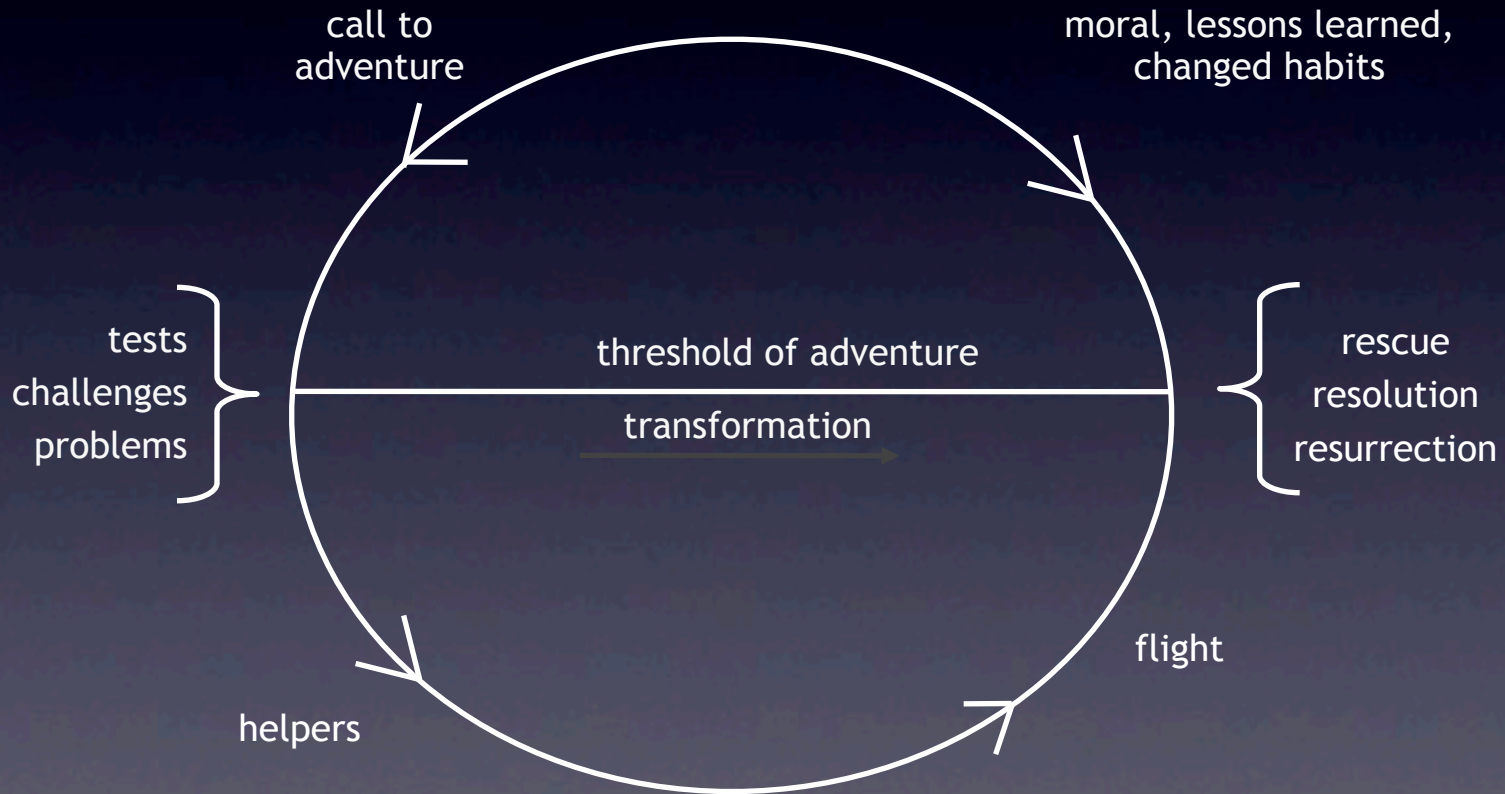 call to
adventure
moral, lessons learned,
changed habits
tests
challenges
problems
threshold of adventure
transformation
rescue
resolution
resurrection
flight
helpers